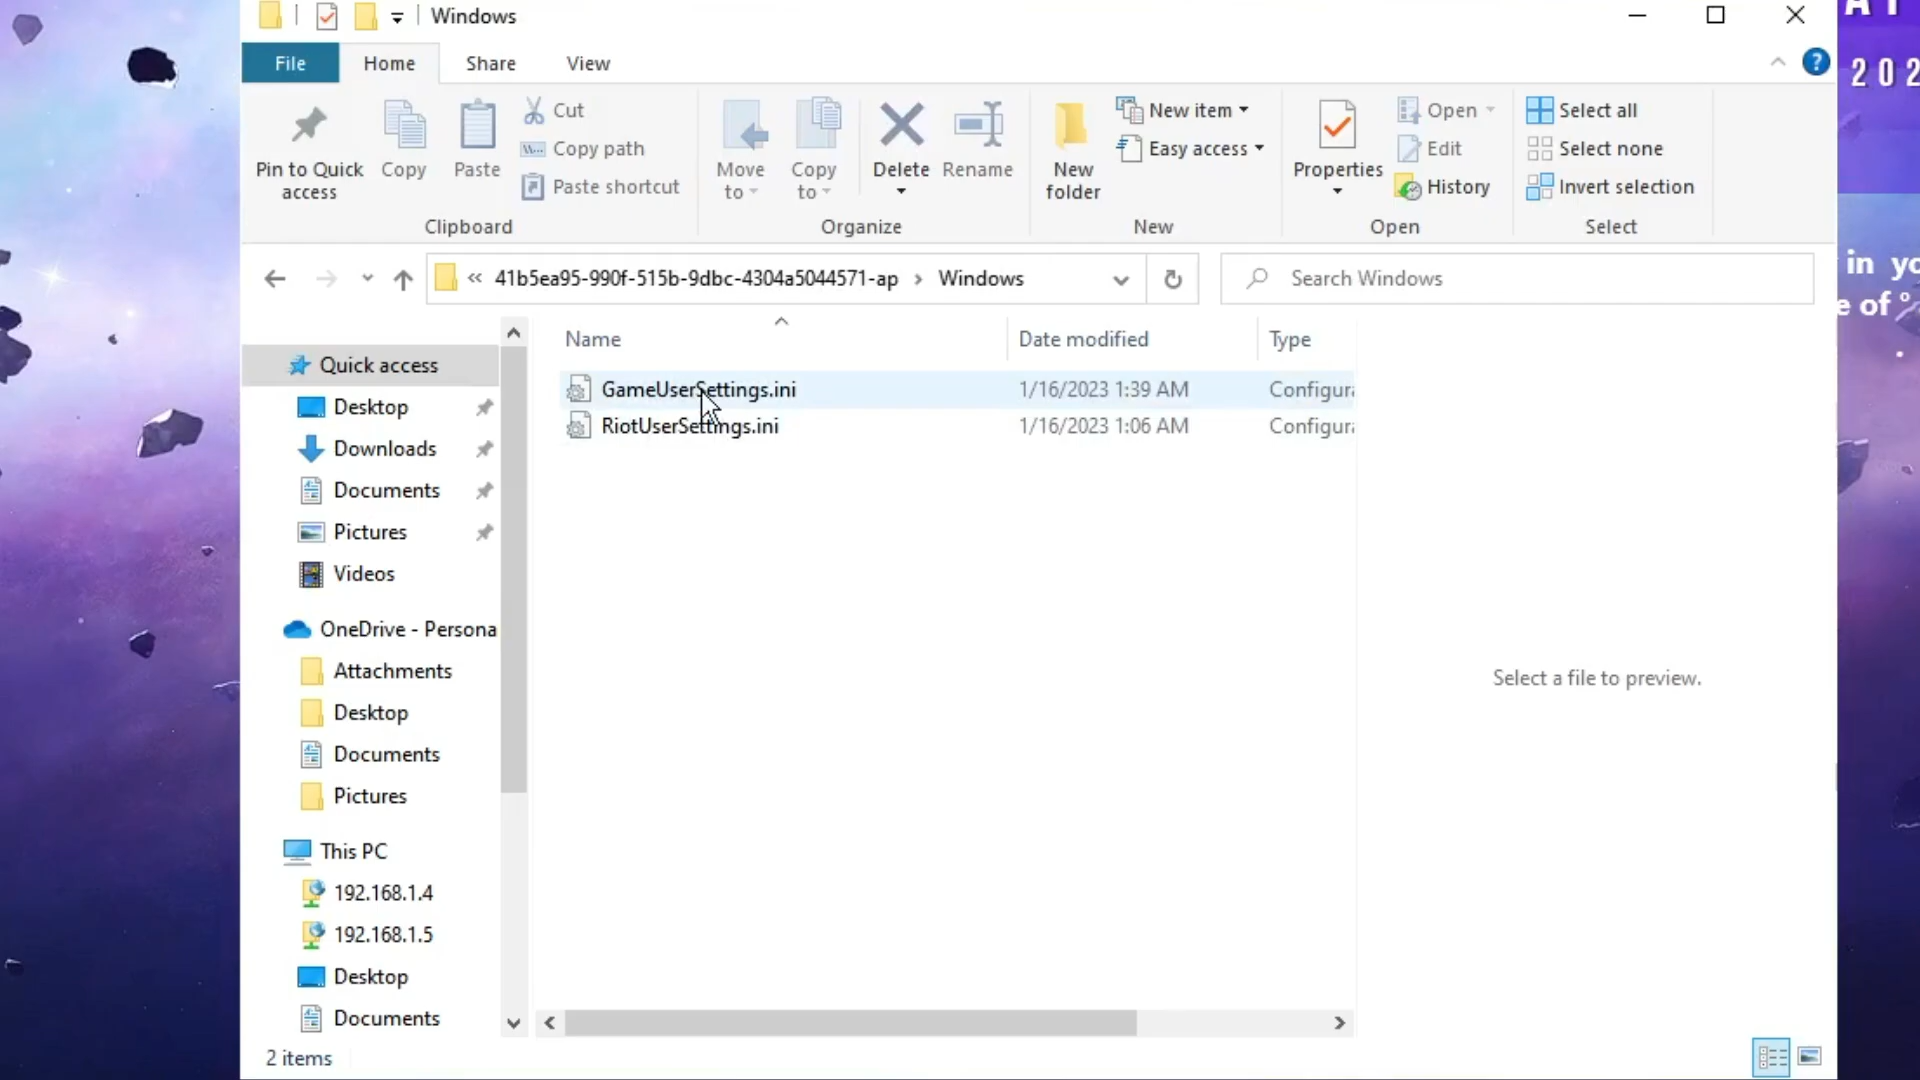 Windows
File
Home
Share
View
Pin to Quick access
Copy
Paste
Cut
Copy path
Paste shortcut
Clipboard
Move to
Copy to
Delete
Rename
Organize
New folder
New item
Easy access
New
Properties
Open
Edit
History
Open
Select all
Select none
Invert selection
Select
202
in yo
e of °
« 41b5ea95-990f-515b-9dbc-4304a5044571-ap > Windows
Search Windows
Name
Date modified
Type
GameUserSettings.ini 1/16/2023 1:39 AM Configura
RiotUserSettings.ini 1/16/2023 1:06 AM Configura
Quick access
Desktop
Downloads
Documents
Pictures
Videos
OneDrive - Persona
Attachments
Desktop
Documents
Pictures
This PC
192.168.1.4
192.168.1.5
Desktop
Documents
Select a file to preview.
2 items